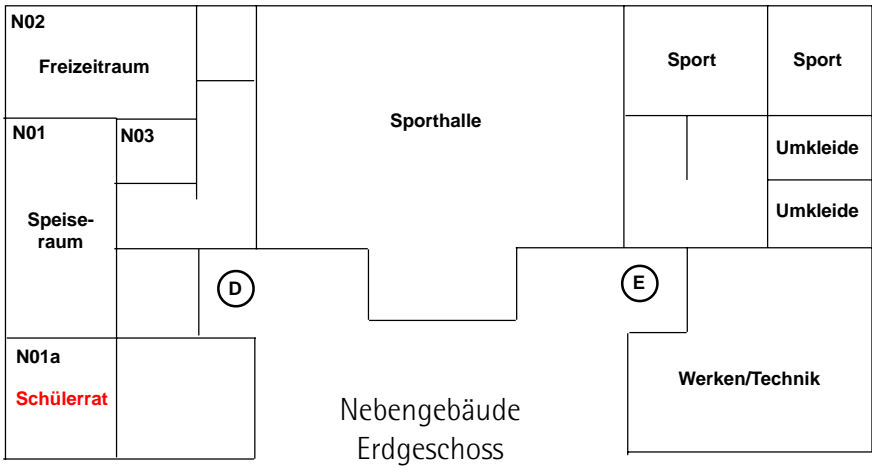 N02
Freizeitraum
Sport
Sport
Sporthalle
N01
N03
Umkleide
Umkleide
Speise-
raum
D
E
N01a
Schülerrat
Werken/Technik
Nebengebäude
Erdgeschoss